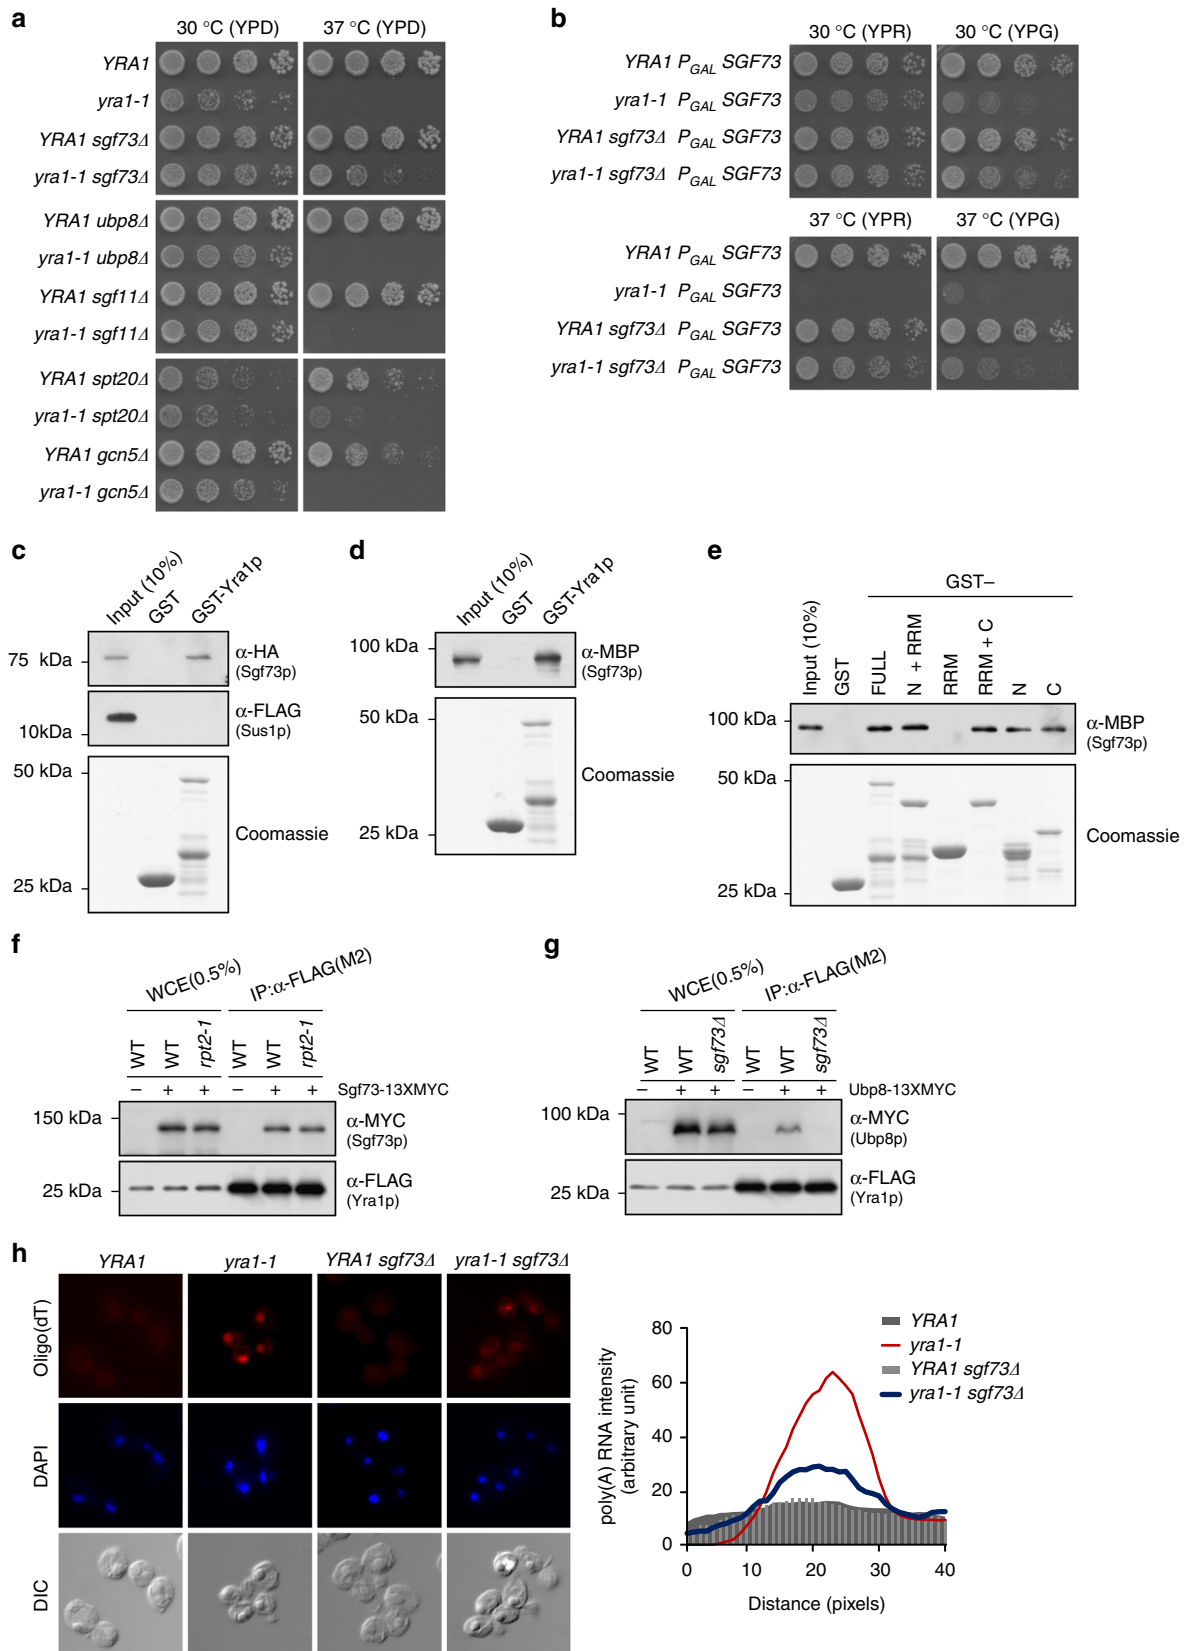 a
30 °C (YPD) 37 °C (YPD)
YRA1
yra1-1
YRA1 sgf73Δ
yra1-1 sgf73Δ
YRA1 ubp8Δ
yra1-1 ubp8Δ
YRA1 sgf11Δ
yra1-1 sgf11Δ
YRA1 spt20Δ
yra1-1 spt20Δ
YRA1 gcn5Δ
yra1-1 gcn5Δ
b
30 °C (YPR) 30 °C (YPG)
YRA1 PGAL SGF73
yra1-1 PGAL SGF73
YRA1 sgf73Δ PGAL SGF73
yra1-1 sgf73Δ PGAL SGF73
37 °C (YPR) 37 °C (YPG)
YRA1 PGAL SGF73
yra1-1 PGAL SGF73
YRA1 sgf73Δ PGAL SGF73
yra1-1 sgf73Δ PGAL SGF73
c
Input (10%) GST GST-Yra1p
75 kDa
α-HA
(Sgf73p)
10kDa
α-FLAG
(Sus1p)
50 kDa
Coomassie
25 kDa
d
Input (10%) GST GST-Yra1p
100 kDa
α-MBP
(Sgf73p)
50 kDa
Coomassie
25 kDa
e
GST–
Input (10%) GST FULL N + RRM RRM RRM + C N C
100 kDa
α-MBP
(Sgf73p)
50 kDa
Coomassie
25 kDa
f
WCE(0.5%) IP:α-FLAG(M2)
WT WT rpt2-1 WT WT rpt2-1
– + + – + + Sgf73-13XMYC
150 kDa
α-MYC
(Sgf73p)
25 kDa
α-FLAG
(Yra1p)
g
WCE(0.5%) IP:α-FLAG(M2)
WT WT sgf73Δ WT WT sgf73Δ
– + + – + + Ubp8-13XMYC
100 kDa
α-MYC
(Ubp8p)
25 kDa
α-FLAG
(Yra1p)
h
YRA1 yra1-1 YRA1 sgf73Δ yra1-1 sgf73Δ
Oligo(dT)
DAPI
DIC
poly(A) RNA intensity
(arbitrary unit)
80
60
40
20
0
0 10 20 30 40
Distance (pixels)
YRA1
yra1-1
YRA1 sgf73Δ
yra1-1 sgf73Δ